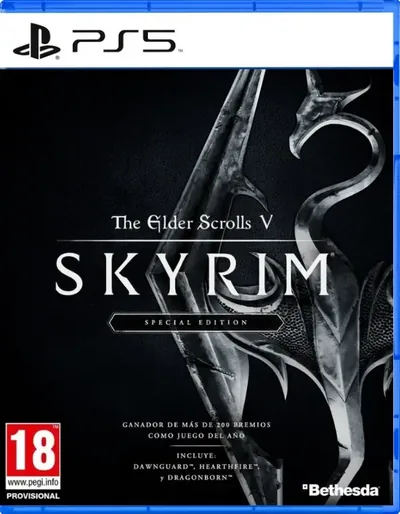 PS5
The Elder Scrolls V
SKYRIM
SPECIAL EDITION
GANADOR DE MÁS DE 200 PREMIOS
COMO JUEGO DEL AÑO
INCLUYE:
DAWNGUARD™, HEARTHFIRE™,
y DRAGONBORN™
18
www.pegi.info
PROVISIONAL
Bethesda